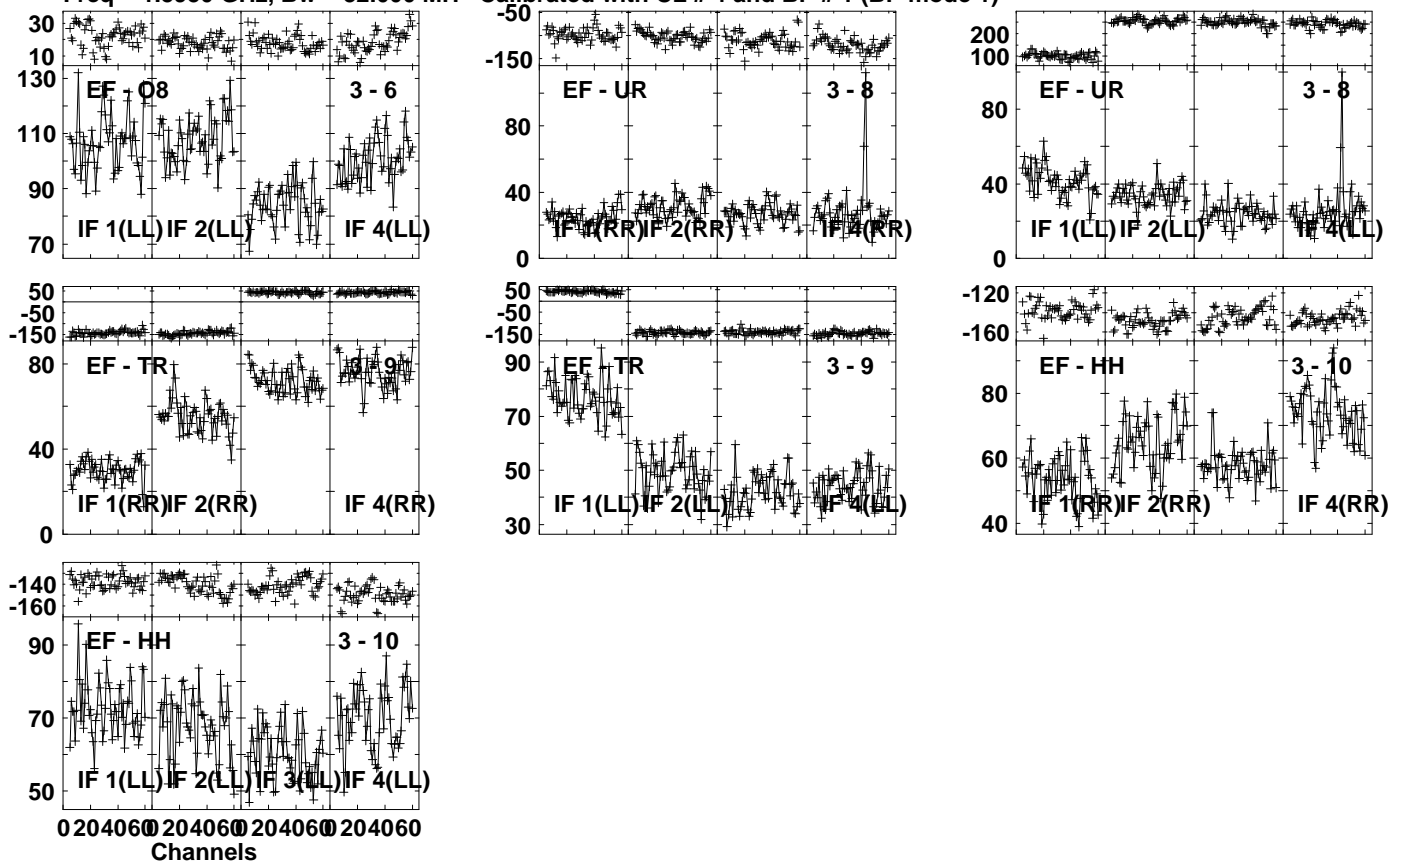 30
10
130
110
90
70
EF - O8
3 - 6
IF 1(LL) IF 2(LL) IF 4(LL)
-50
-150
80
40
0
EF - UR
3 - 8
IF 1(RR) IF 2(RR) IF 4(RR)
200
100
80
40
0
EF - UR
3 - 8
IF 1(LL) IF 2(LL) IF 4(LL)
50
-50
-150
80
40
0
EF - TR
3 - 9
IF 1(RR) IF 2(RR) IF 4(RR)
50
-50
-150
90
70
50
30
EF - TR
3 - 9
IF 1(LL) IF 2(LL) IF 4(LL)
-120
-160
80
60
40
EF - HH
3 - 10
IF 1(RR) IF 2(RR) IF 4(RR)
-140
-160
90
70
50
EF - HH
3 - 10
IF 1(LL) IF 2(LL) IF 3(LL) IF 4(LL)
0 20 40 60 0 20 40 60 0 20 40 60 0 20 40 60
Channels